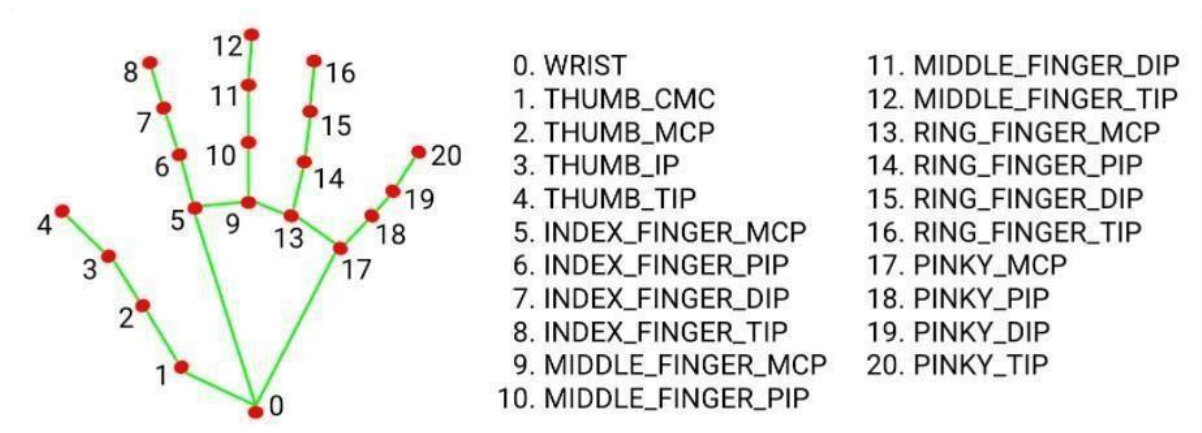 12
8
16
11
7
15
10
20
6
14
19
4
5
9
13
18
3
17
2
1
0
0. WRIST
1. THUMB_CMC
2. THUMB_MCP
3. THUMB_IP
4. THUMB_TIP
5. INDEX_FINGER_MCP
6. INDEX_FINGER_PIP
7. INDEX_FINGER_DIP
8. INDEX_FINGER_TIP
9. MIDDLE_FINGER_MCP
10. MIDDLE_FINGER_PIP
11. MIDDLE_FINGER_DIP
12. MIDDLE_FINGER_TIP
13. RING_FINGER_MCP
14. RING_FINGER_PIP
15. RING_FINGER_DIP
16. RING_FINGER_TIP
17. PINKY_MCP
18. PINKY_PIP
19. PINKY_DIP
20. PINKY_TIP